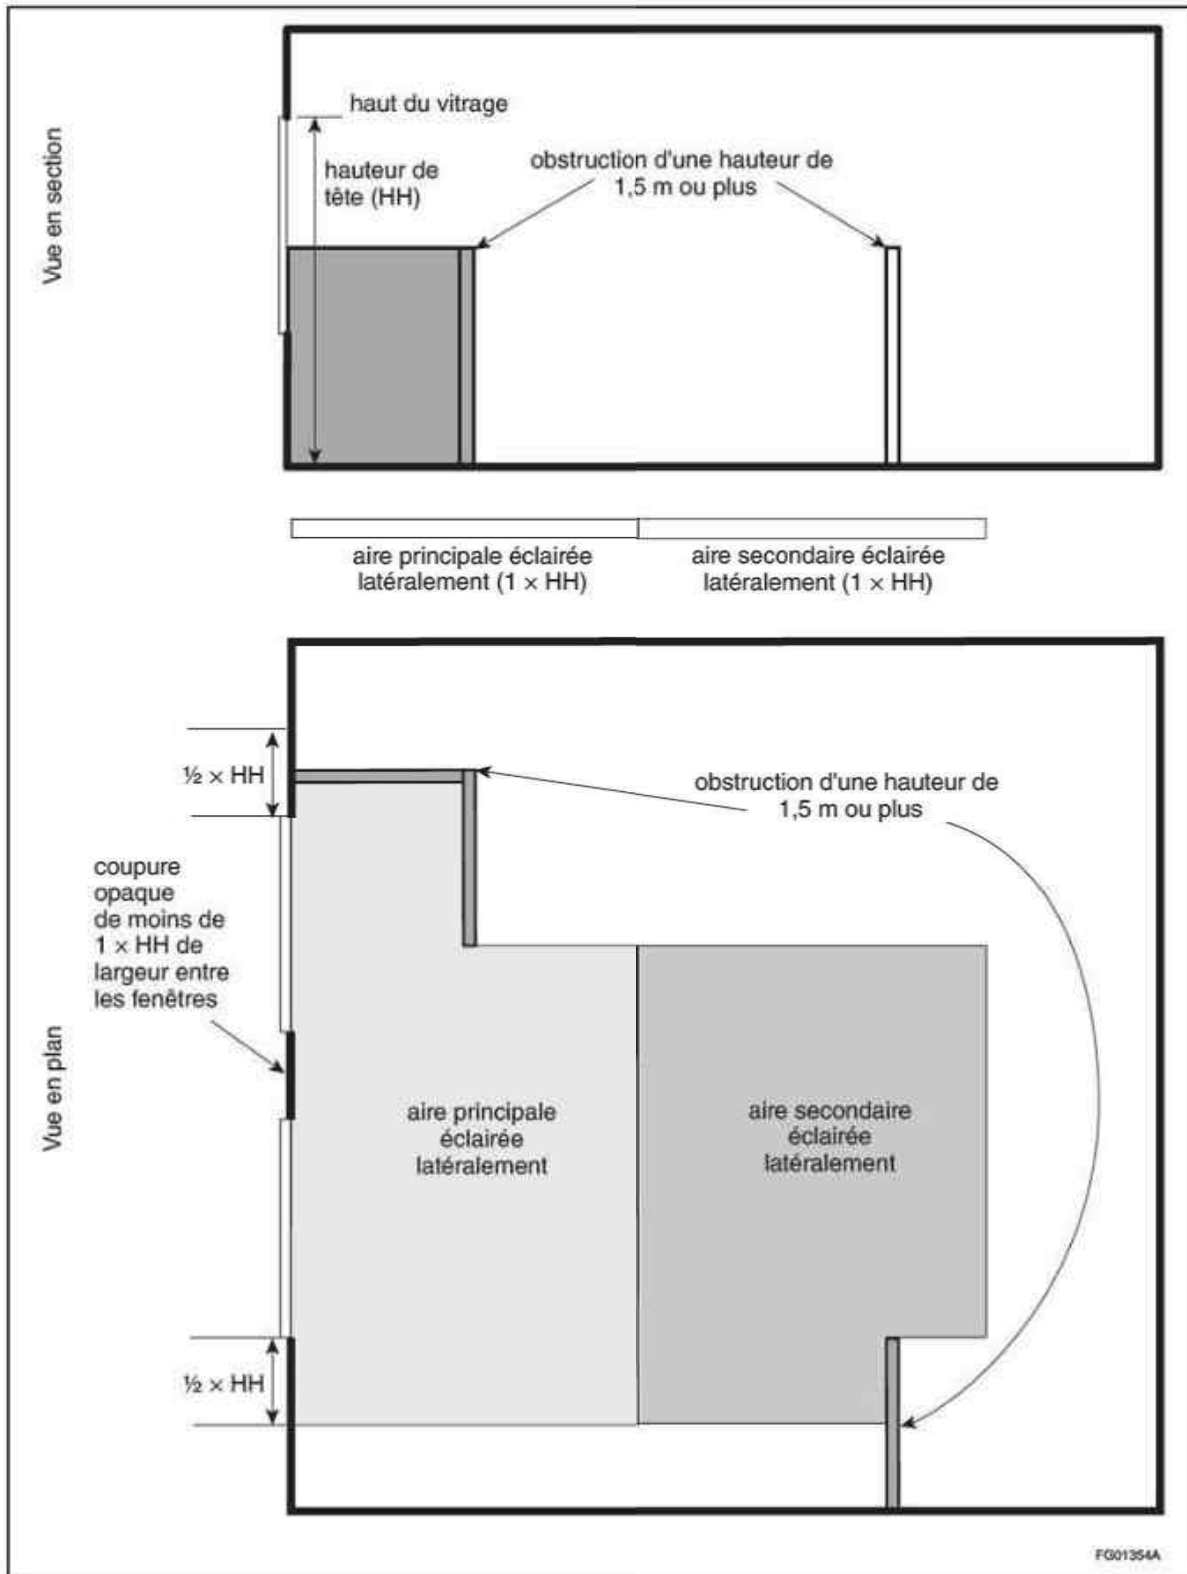 Vue en section
haut du vitrage
hauteur de
tête (HH)
obstruction d'une hauteur de
1,5 m ou plus
aire principale éclairée
latéralement (1 × HH)
aire secondaire éclairée
latéralement (1 × HH)
Vue en plan
½ × HH
obstruction d'une hauteur de
1,5 m ou plus
coupure
opaque
de moins de
1 × HH de
largeur entre
les fenêtres
aire principale
éclairée
latéralement
aire secondaire
éclairée
latéralement
½ × HH
FG01354A